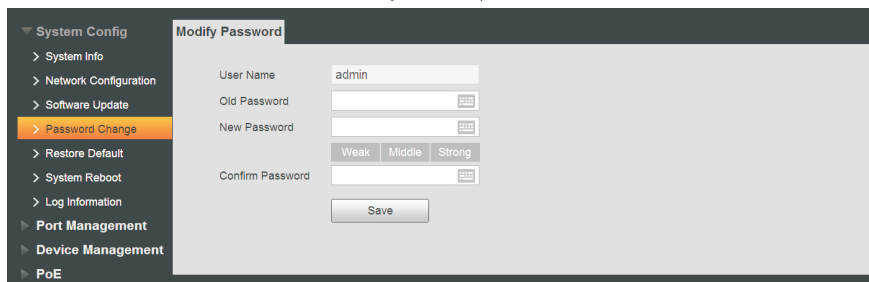 System Config
System Info
Network Configuration
Software Update
Password Change
Restore Default
System Reboot
Log Information
Port Management
Device Management
PoE
Modify Password
User Name admin
Old Password
New Password
Weak Middle Strong
Confirm Password
Save